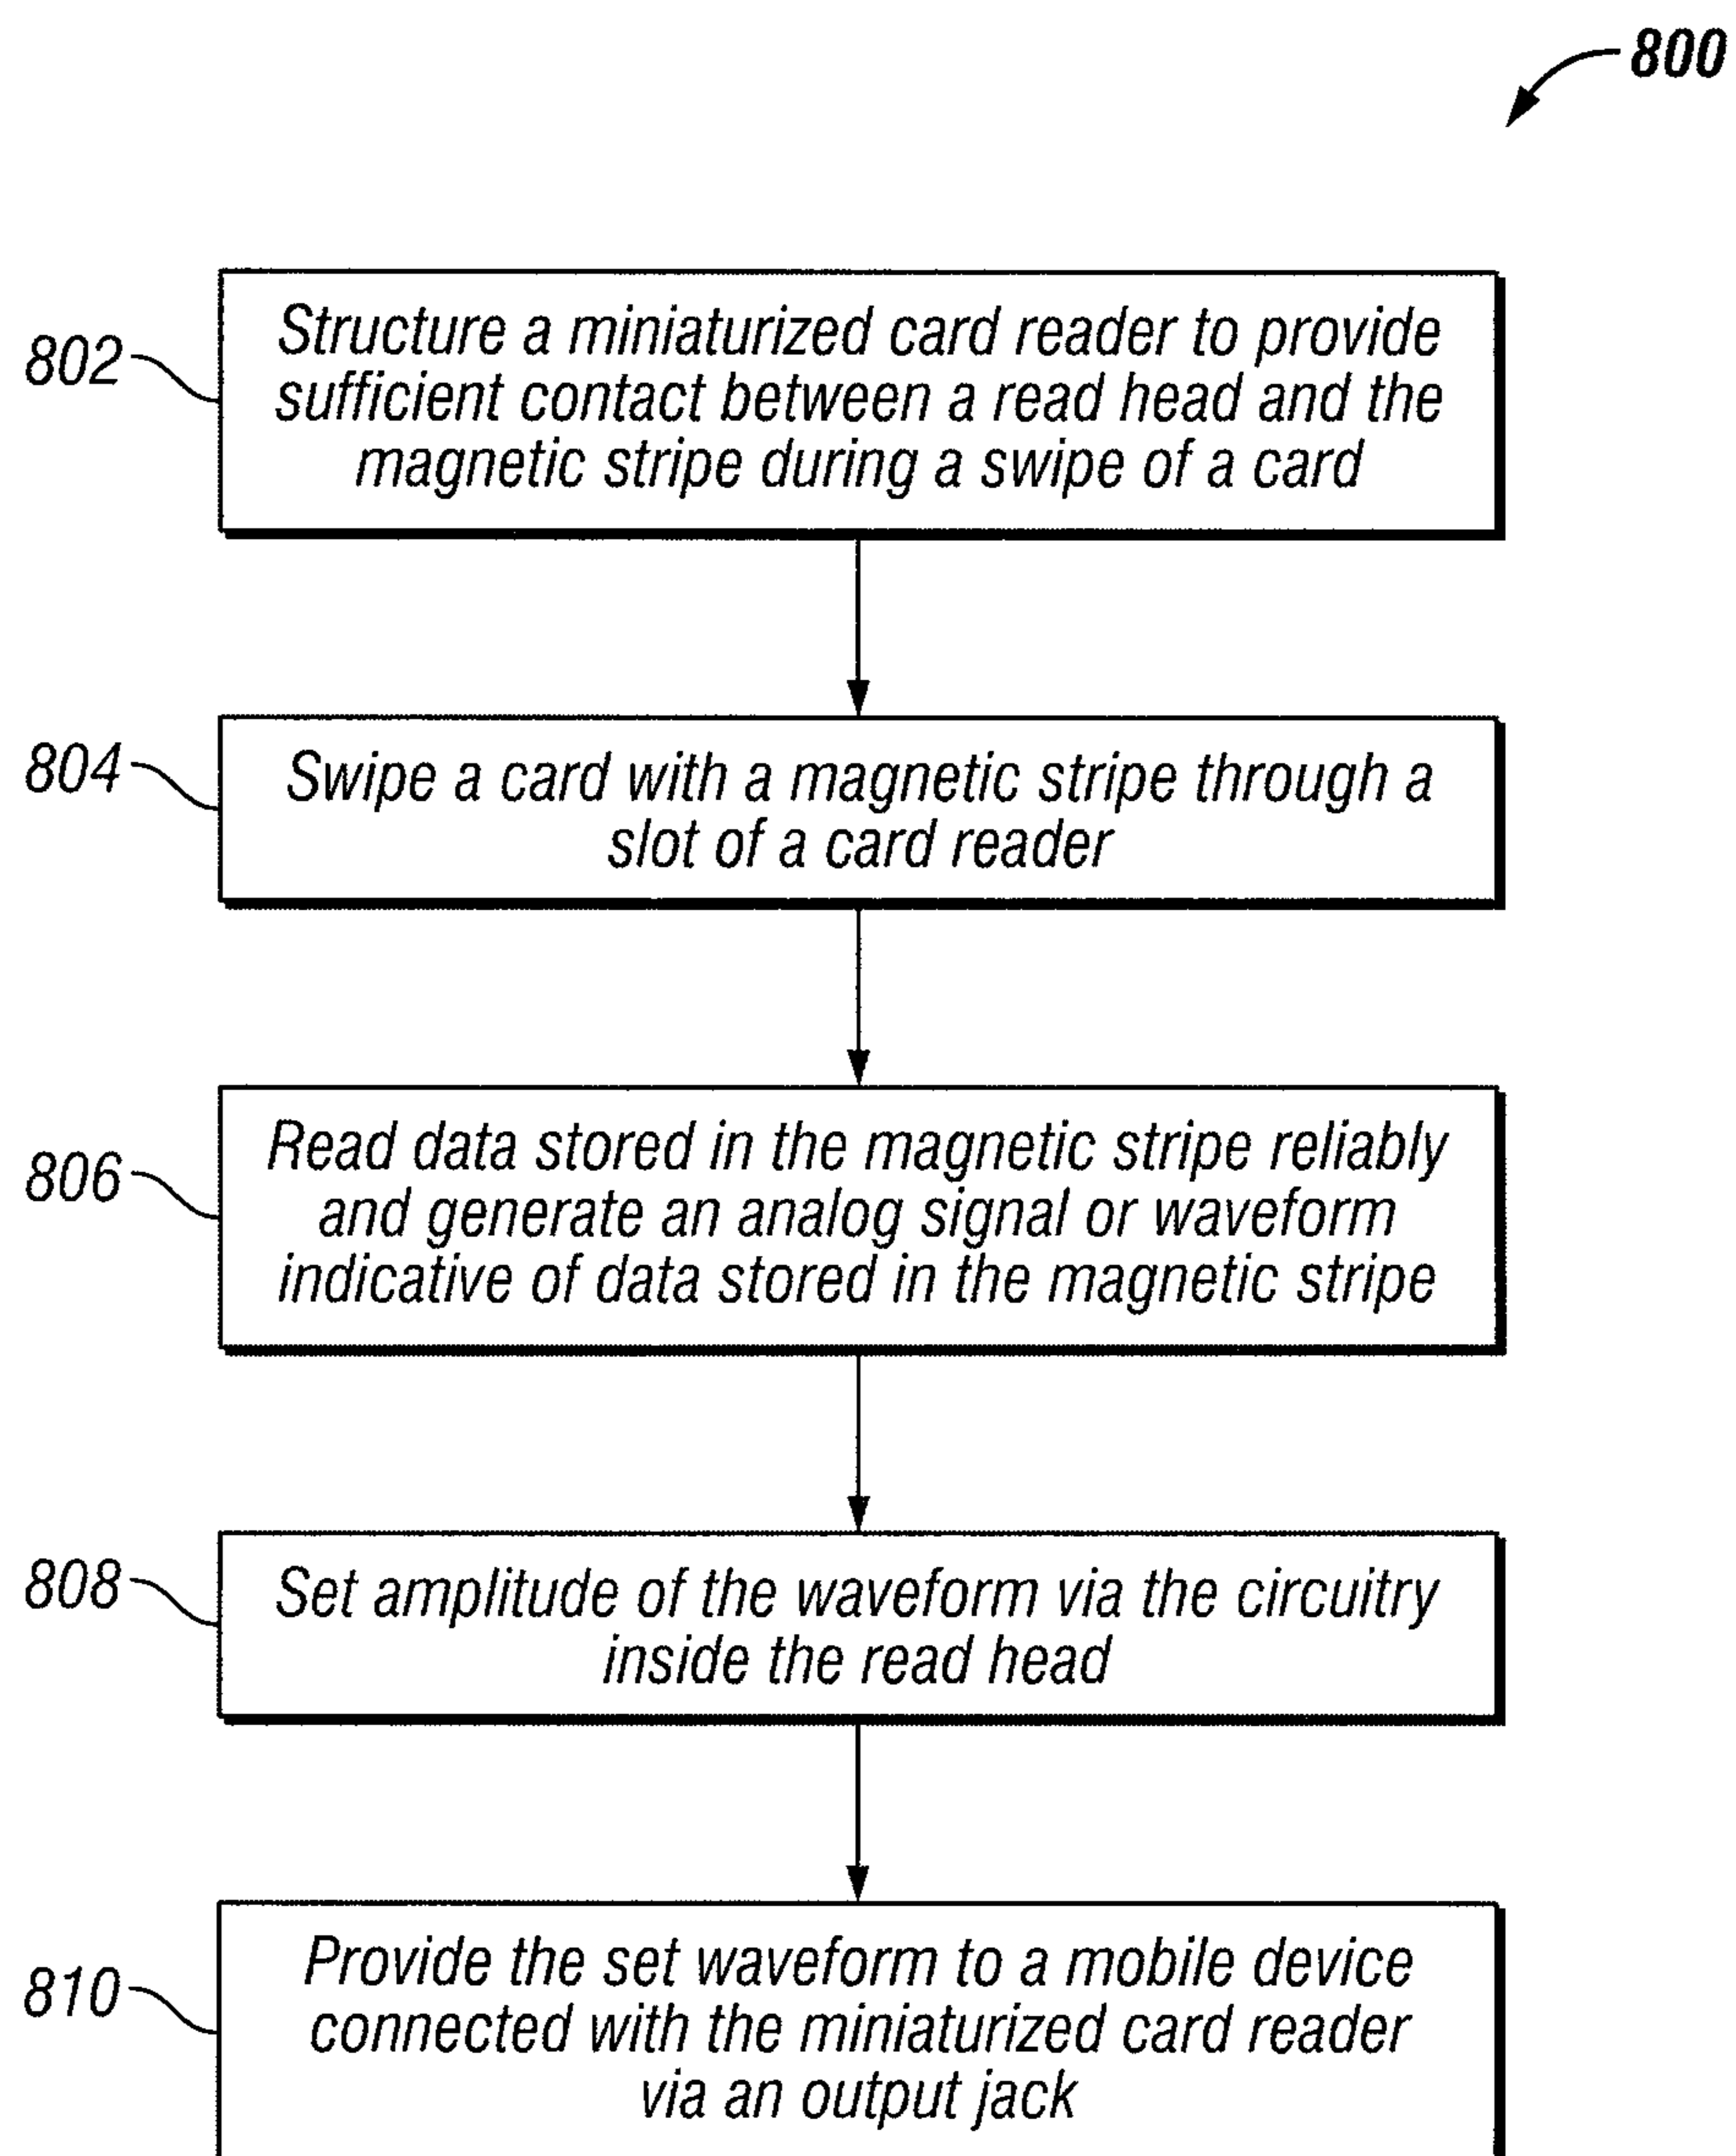 800
802
Structure a miniaturized card reader to provide
sufficient contact between a read head and the
magnetic stripe during a swipe of a card
804
Swipe a card with a magnetic stripe through a
slot of a card reader
806
Read data stored in the magnetic stripe reliably
and generate an analog signal or waveform
indicative of data stored in the magnetic stripe
808
Set amplitude of the waveform via the circuitry
inside the read head
810
Provide the set waveform to a mobile device
connected with the miniaturized card reader
via an output jack